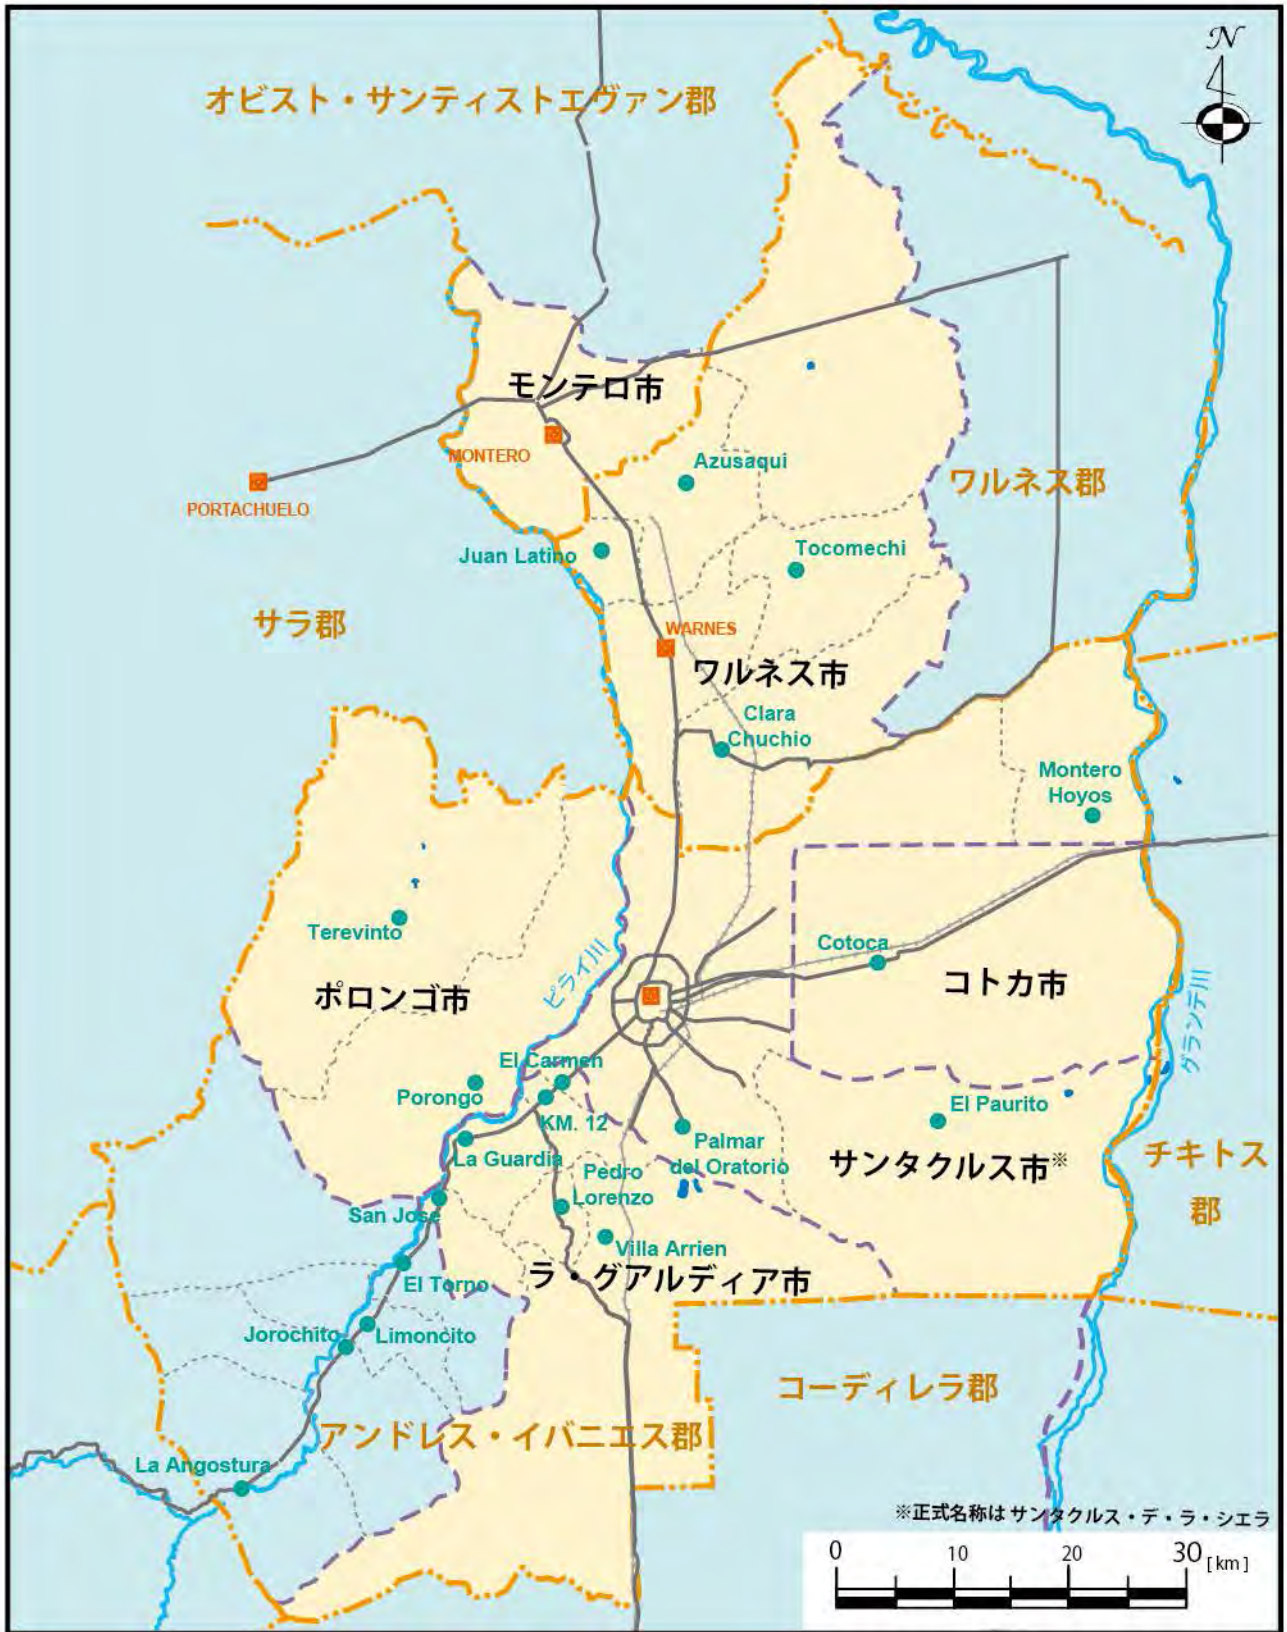 N
オビスト・サンティストエヴァン郡
モンテロ市
MONTERO
PORTACHUELO
Azusaqui
ワルネス郡
Juan Latino
Tocomechi
サラ郡
WARNES
ワルネス市
Clara
Chuchio
Montero
Hoyos
Terevinto
Cotoca
ポロンゴ市
ピライ川
コトカ市
グランデ川
El Carmen
Porongo
KM. 12
El Paurito
La Guardia
Palmar
del Oratorio
サンタクルス市※
チキトス
郡
Pedro
Lorenzo
San José
Villa Arrien
El Torno
ラ・グアルディア市
Jorochito
Limoncito
コーディレラ郡
アンドレス・イバニエス郡
La Angostura
※正式名称は サンタクルス・デ・ラ・シエラ
0 10 20 30 [ km ]